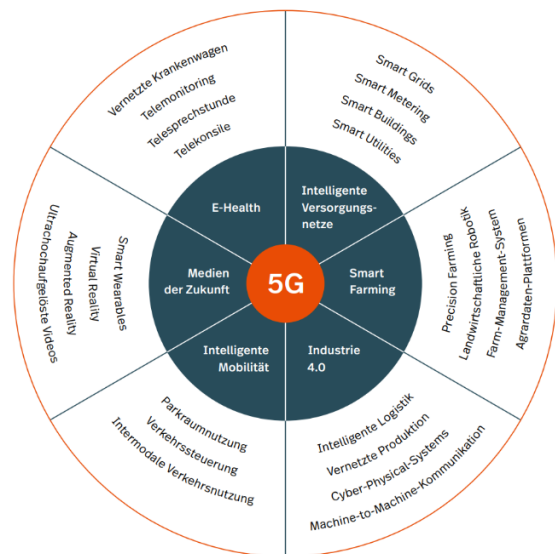 Vernetzte Krankenwagen
Telemonitoring
Telesprechstunde
Telekonsile
Smart Grids
Smart Metering
Smart Buildings
Smart Utilities
E-Health
Intelligente
Versorgungs-
netze
Ultrachochaufgelöste Videos
Augmented Reality
Virtual Reality
Smart Wearables
Medien
der Zukunft
5G
Smart
Farming
Precision Farming
Landwirtschaftliche Robotik
Farm-Management-System
Agrardaten-Plattformen
Intelligente
Mobilität
Industrie
4.0
Parkraumnutzung
Verkehrssteuerung
Intermodale Verkehrsnutzung
Intelligente Logistik
Vernetzte Produktion
Cyber-Physical-Systems
Machine-to-Machine-Kommunikation